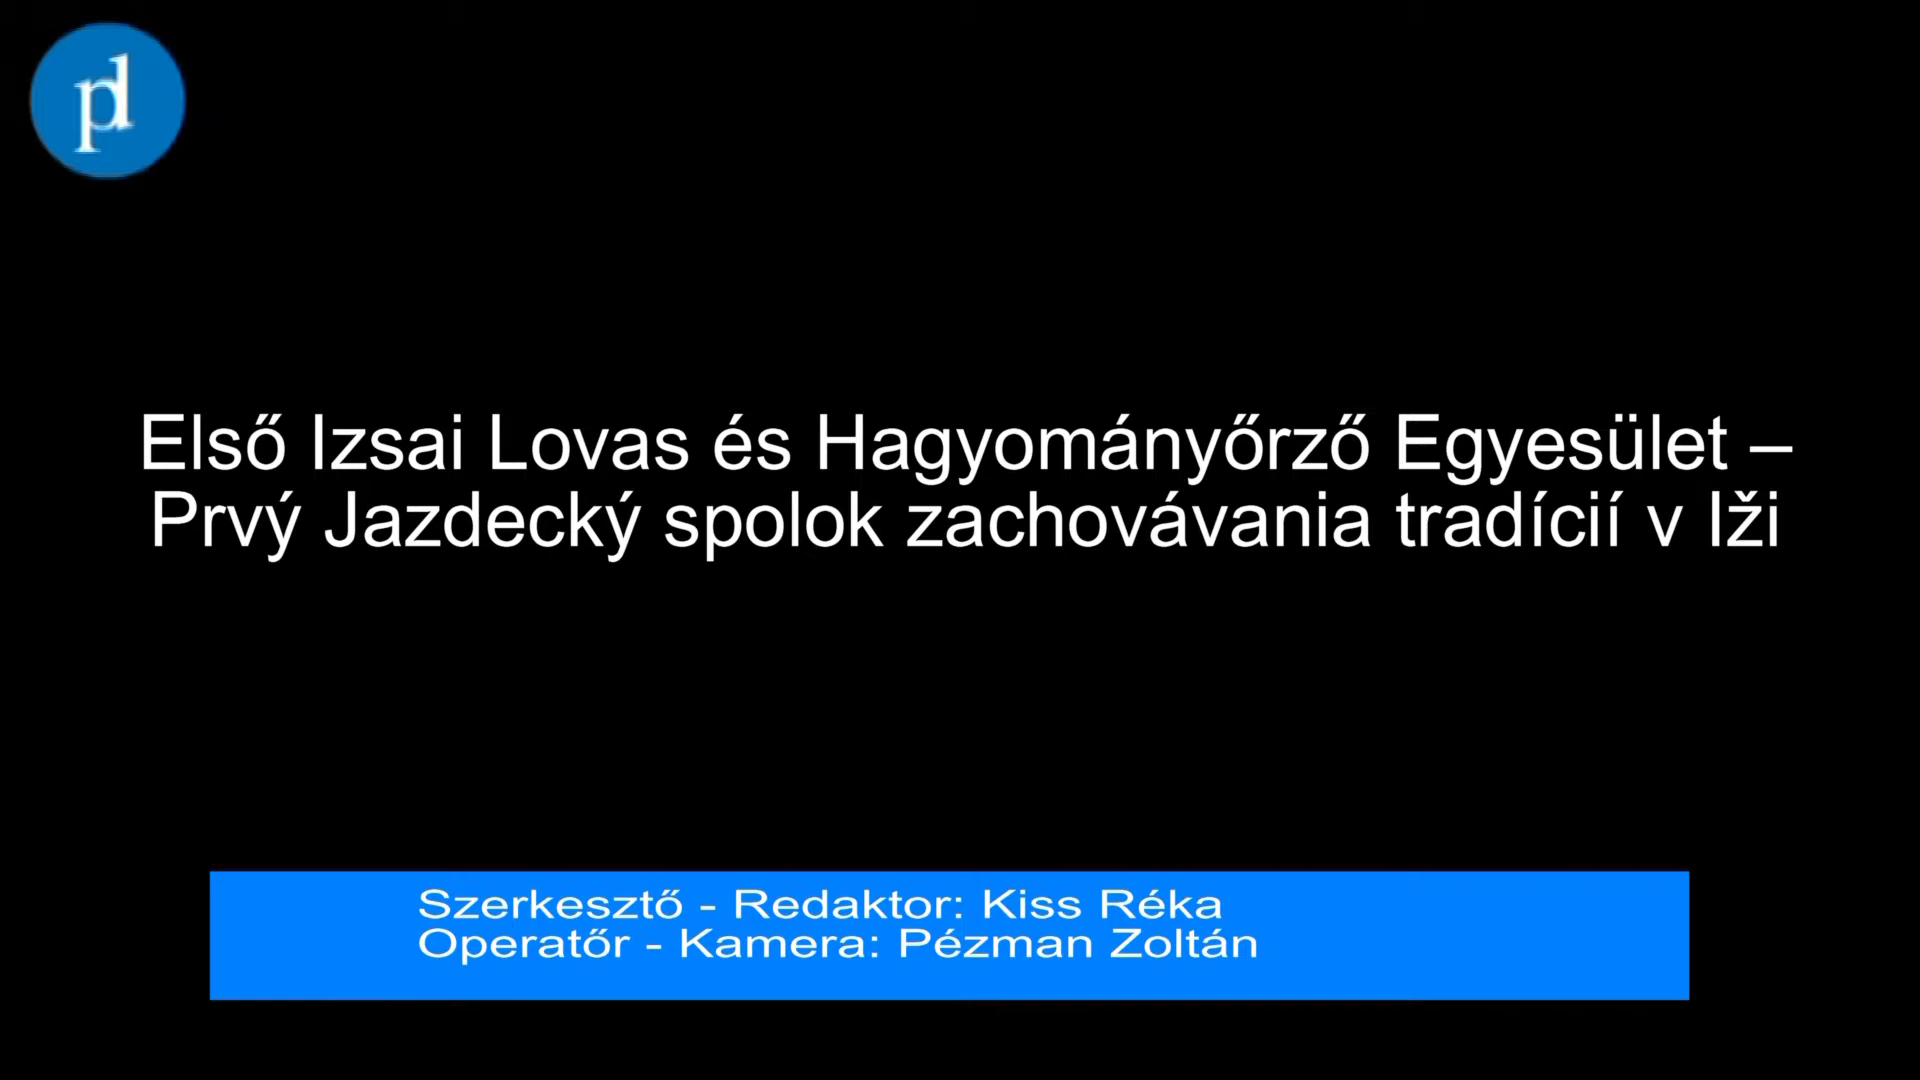 pd
Első Izsai Lovas és Hagyományőrző Egyesület –
Prvý Jazdecký spolok zachovávania tradícií v Iži
Szerkesztő - Redaktor: Kiss Réka
Operatőr - Kamera: Pézman Zoltán